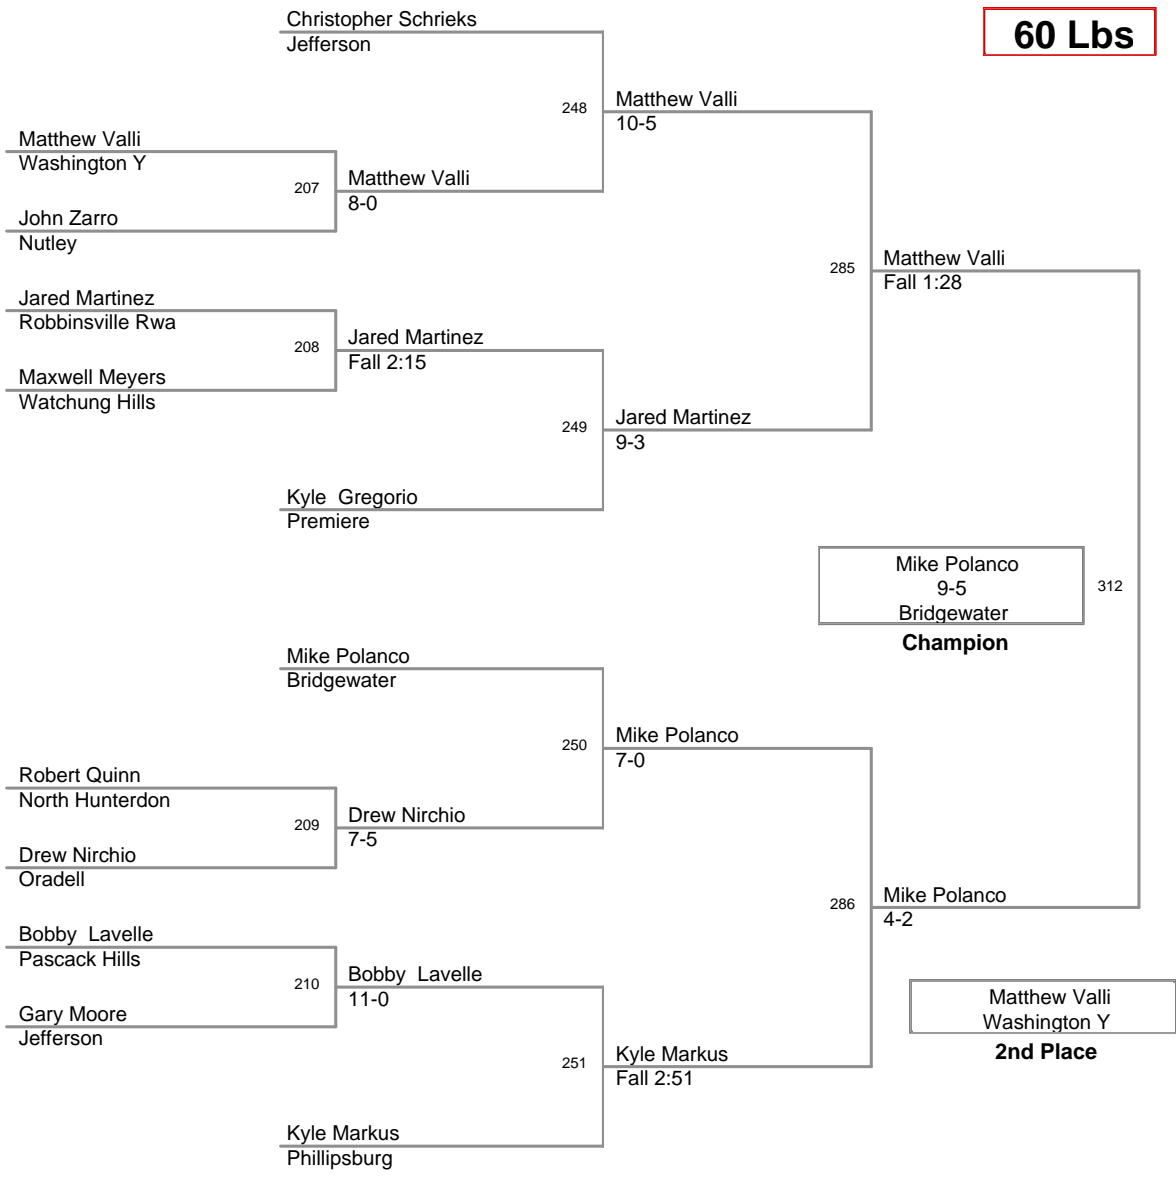 Christopher Schrieks
Jefferson
60 Lbs
248
Matthew Valli
10-5
Matthew Valli
Washington Y
207
Matthew Valli
8-0
John Zarro
Nutley
285
Matthew Valli
Fall 1:28
Jared Martinez
Robbinsville Rwa
208
Jared Martinez
Fall 2:15
Maxwell Meyers
Watchung Hills
249
Jared Martinez
9-3
Kyle  Gregorio
Premiere
Mike Polanco
9-5
Bridgewater
312
Champion
Mike Polanco
Bridgewater
250
Mike Polanco
7-0
Robert Quinn
North Hunterdon
209
Drew Nirchio
7-5
Drew Nirchio
Oradell
286
Mike Polanco
4-2
Bobby  Lavelle
Pascack Hills
210
Bobby  Lavelle
11-0
Gary Moore
Jefferson
Matthew Valli
Washington Y
2nd Place
251
Kyle Markus
Fall 2:51
Kyle Markus
Phillipsburg